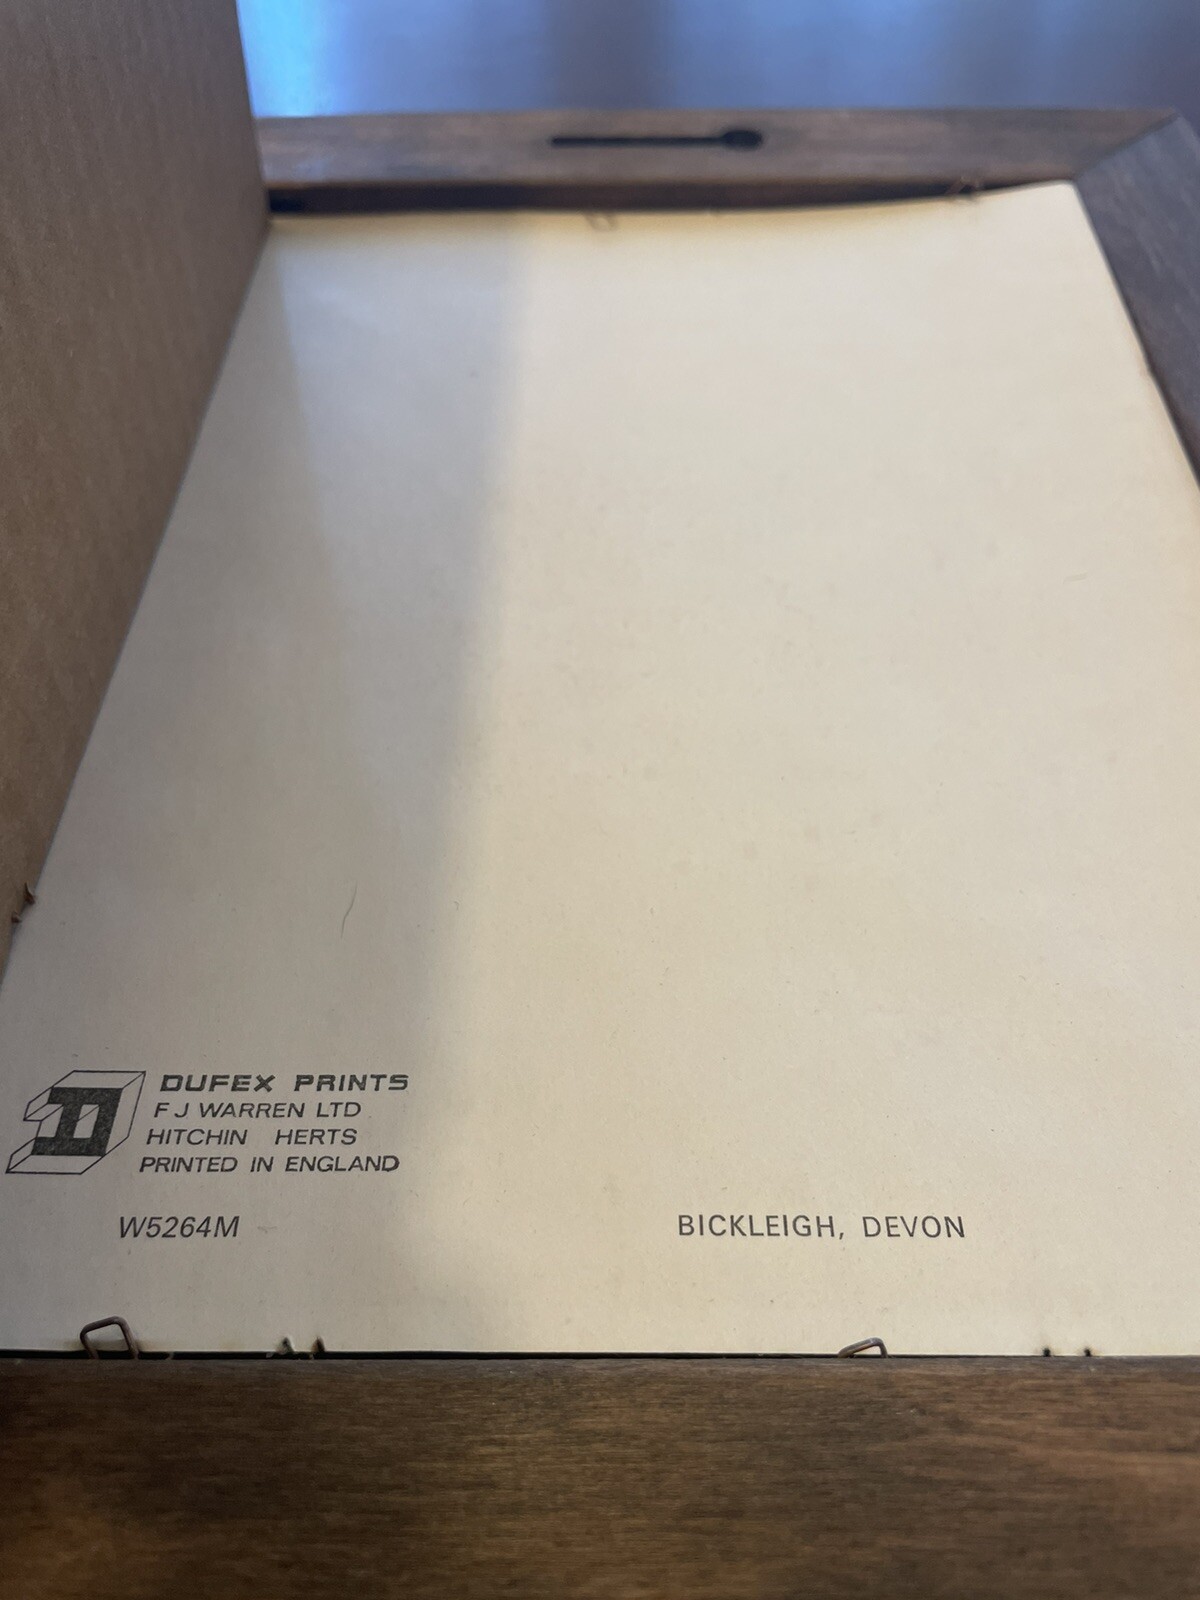 DUFEX PRINTS
F J WARREN LTD
HITCHIN HERTS
PRINTED IN ENGLAND
W5264M
BICKLEIGH, DEVON